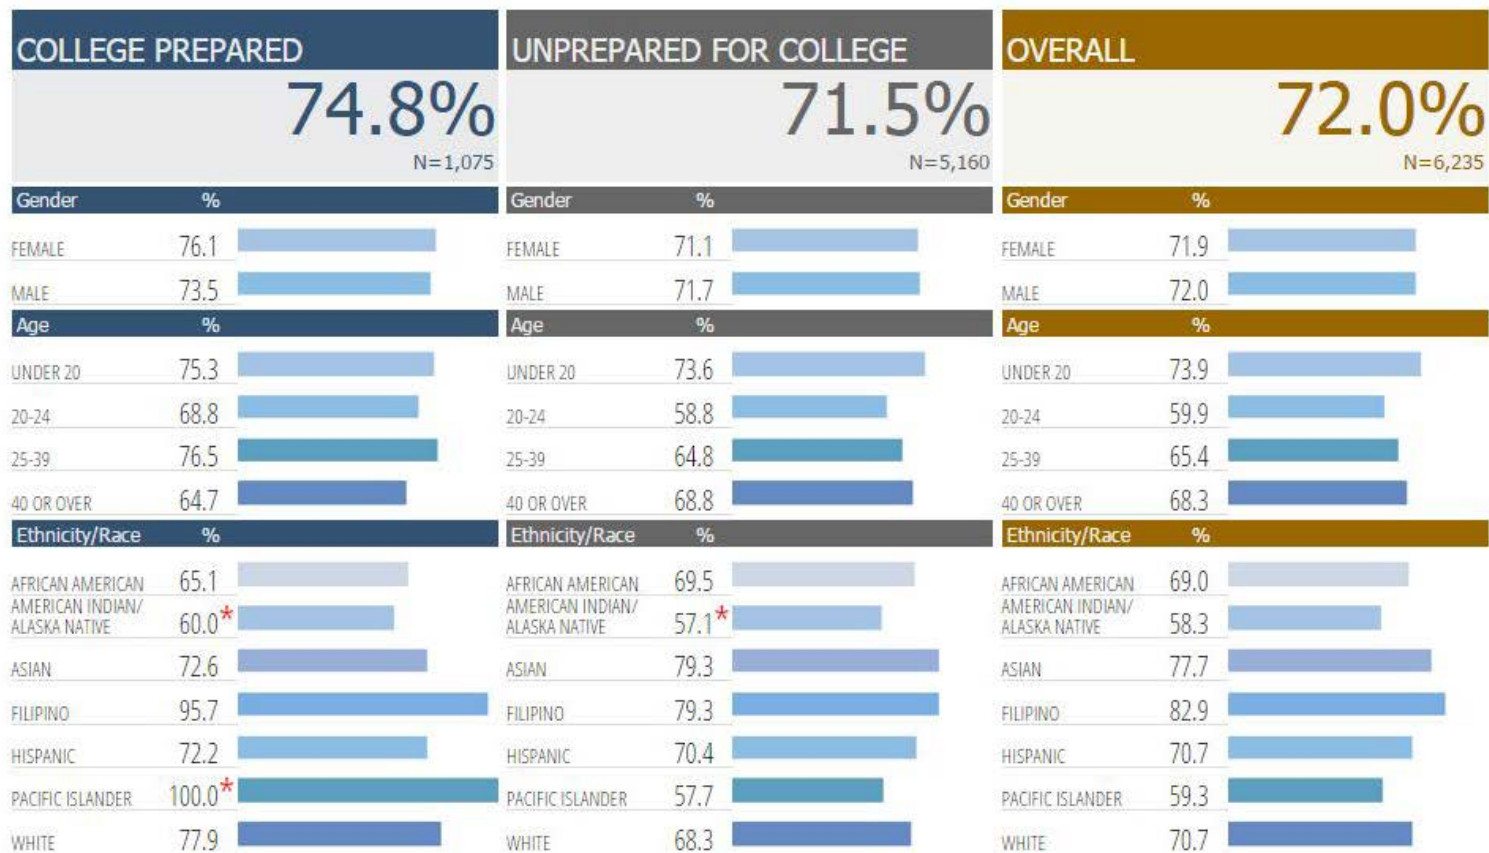 COLLEGE PREPARED
74.8%
N=1,075
Gender %
FEMALE 76.1
MALE 73.5
Age %
UNDER 20 75.3
20-24 68.8
25-39 76.5
40 OR OVER 64.7
Ethnicity/Race %
AFRICAN AMERICAN 65.1
AMERICAN INDIAN/
ALASKA NATIVE 60.0*
ASIAN 72.6
FILIPINO 95.7
HISPANIC 72.2
PACIFIC ISLANDER 100.0*
WHITE 77.9
UNPREPARED FOR COLLEGE
71.5%
N=5,160
Gender %
FEMALE 71.1
MALE 71.7
Age %
UNDER 20 73.6
20-24 58.8
25-39 64.8
40 OR OVER 68.8
Ethnicity/Race %
AFRICAN AMERICAN 69.5
AMERICAN INDIAN/
ALASKA NATIVE 57.1*
ASIAN 79.3
FILIPINO 79.3
HISPANIC 70.4
PACIFIC ISLANDER 57.7
WHITE 68.3
OVERALL
72.0%
N=6,235
Gender %
FEMALE 71.9
MALE 72.0
Age %
UNDER 20 73.9
20-24 59.9
25-39 65.4
40 OR OVER 68.3
Ethnicity/Race %
AFRICAN AMERICAN 69.0
AMERICAN INDIAN/
ALASKA NATIVE 58.3
ASIAN 77.7
FILIPINO 82.9
HISPANIC 70.7
PACIFIC ISLANDER 59.3
WHITE 70.7